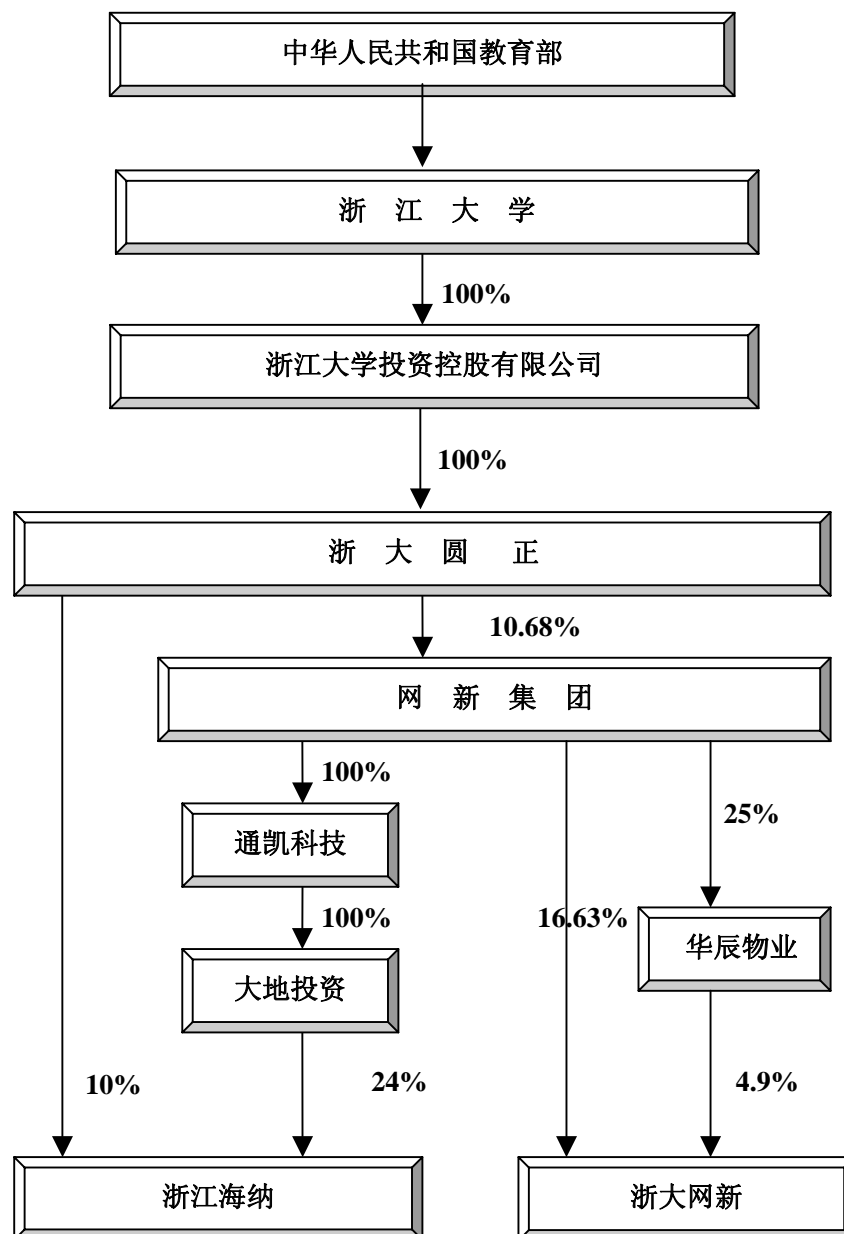 中华人民共和国教育部
浙 江 大 学
100%
浙江大学投资控股有限公司
100%
浙 大 圆 正
10.68%
网 新 集 团
100%
通凯科技
25%
100%
16.63%
华辰物业
大地投资
10%
24%
4.9%
浙江海纳
浙大网新